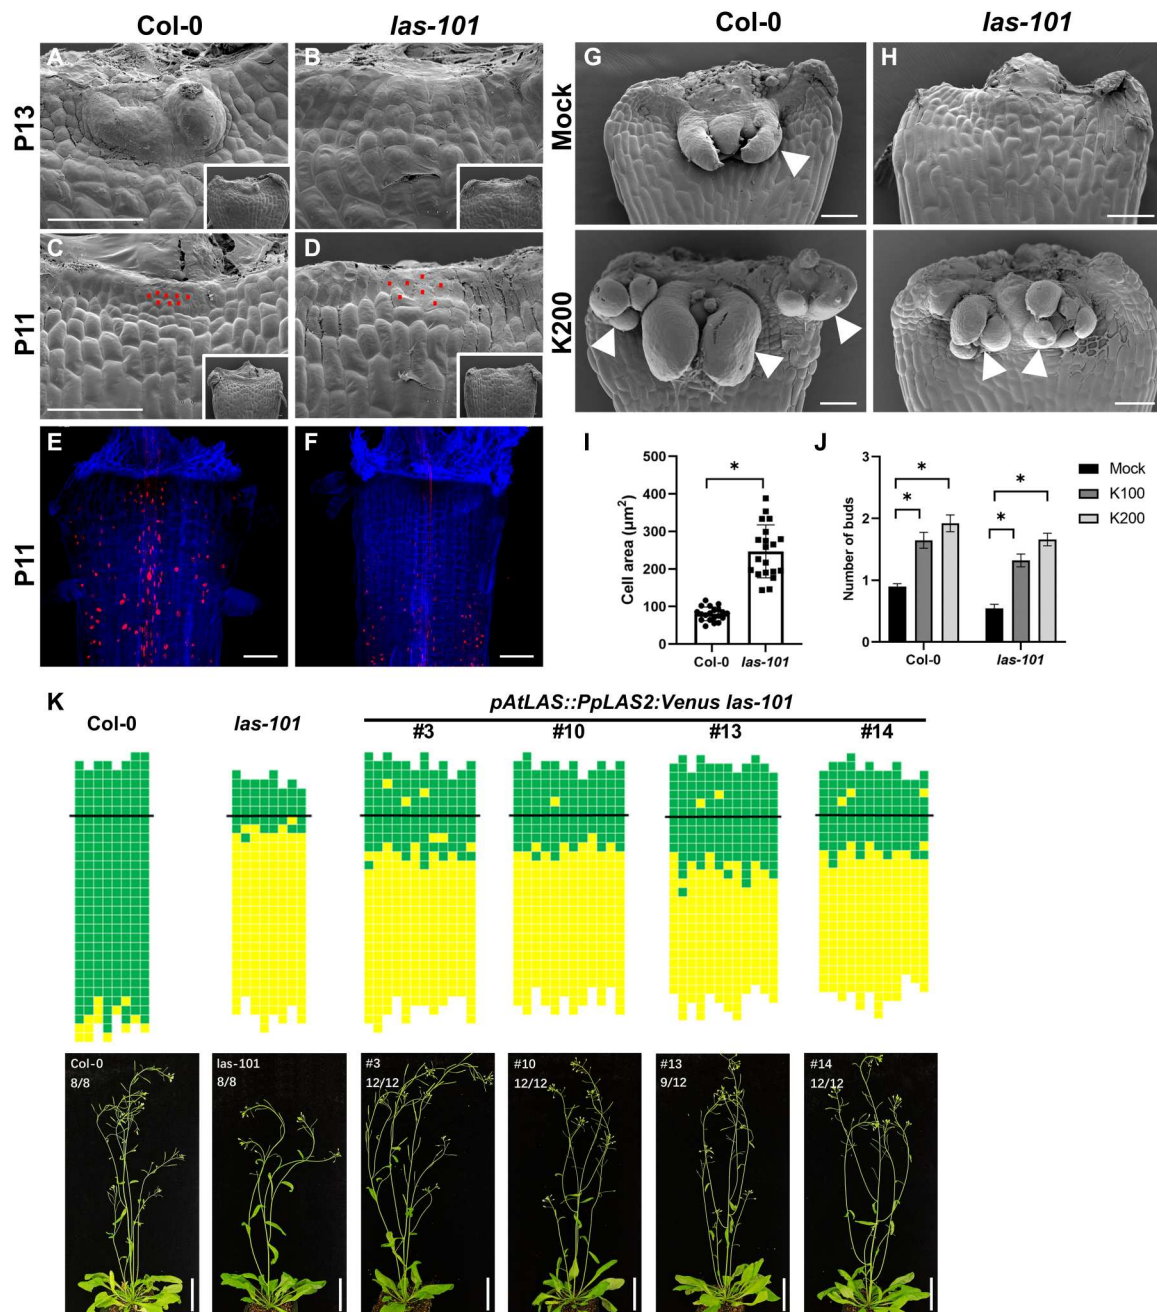 Col-0
las-101
Col-0
las-101
P13
A
B
P11
C
D
P11
E
F
Mock
G
H
K200
I
Cell area (µm²)
500
400
300
200
100
0
*
Col-0
las-101
J
Number of buds
3
2
1
0
*
*
*
*
Col-0
las-101
Mock
K100
K200
K
Col-0
las-101
pAtLAS::PpLAS2:Venus las-101
#3
#10
#13
#14
Col-0
8/8
las-101
8/8
#3
12/12
#10
12/12
#13
9/12
#14
12/12